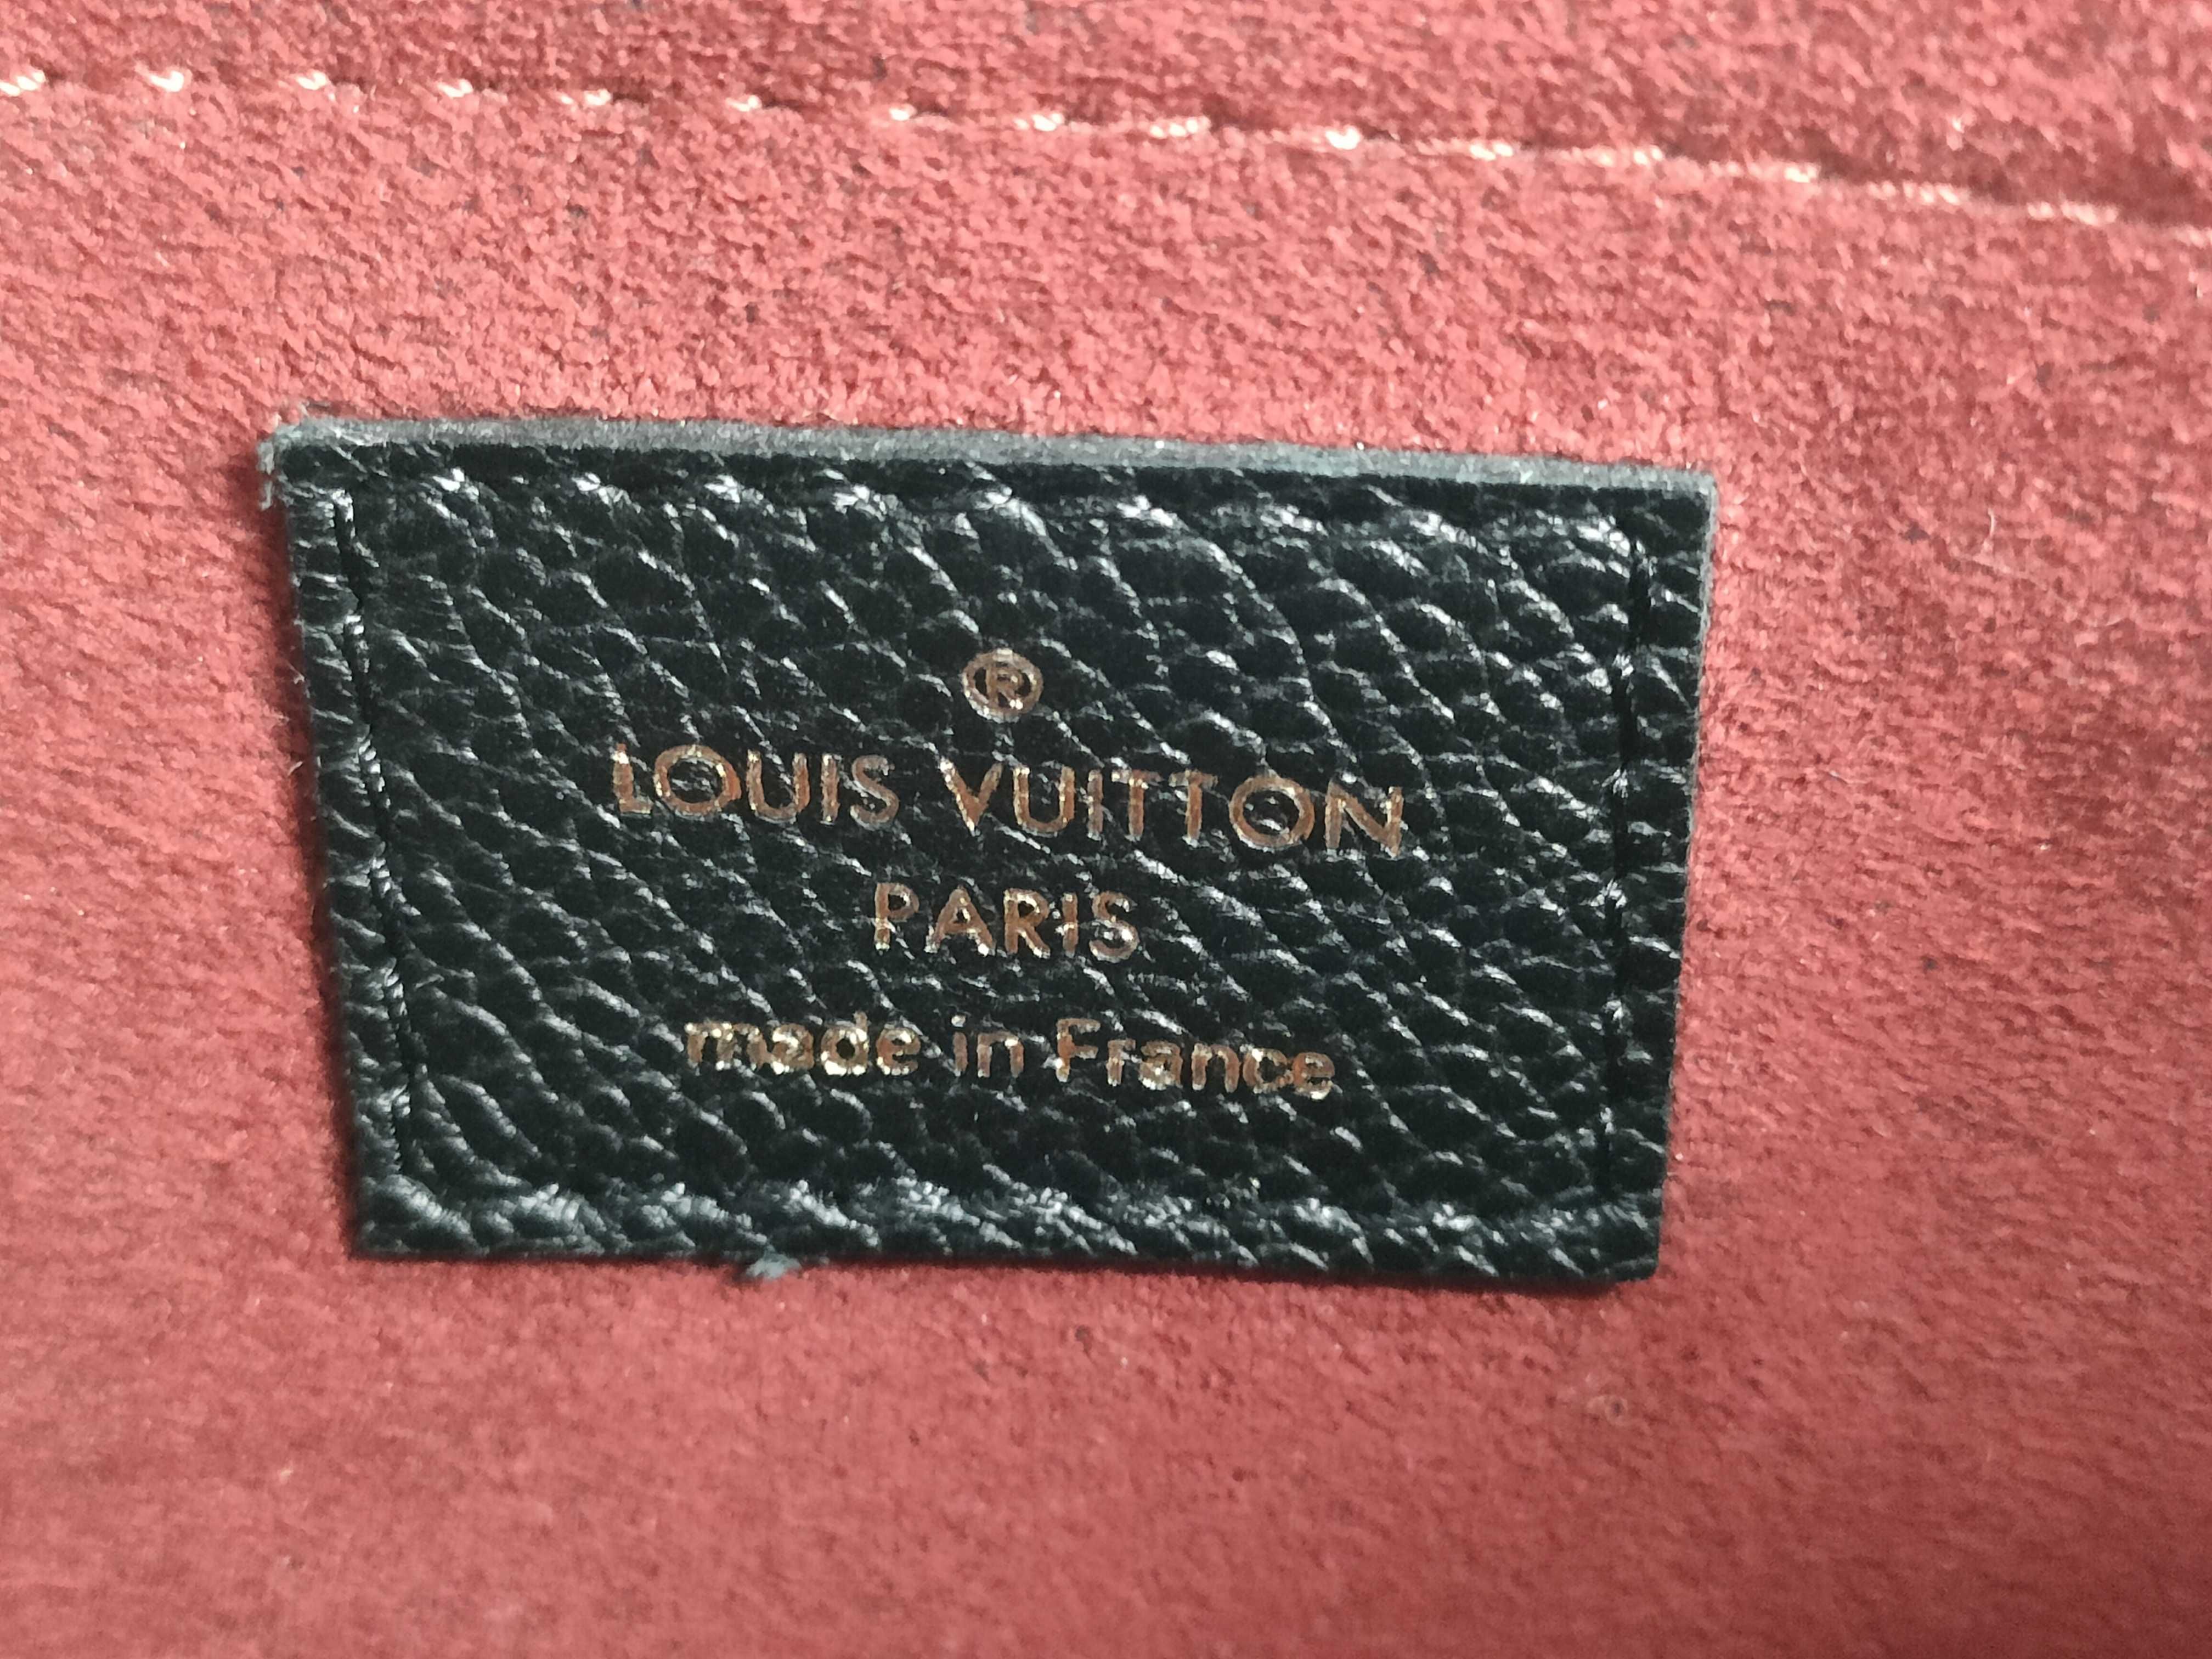 ®
LOUIS VUITTON
PARIS
made in France